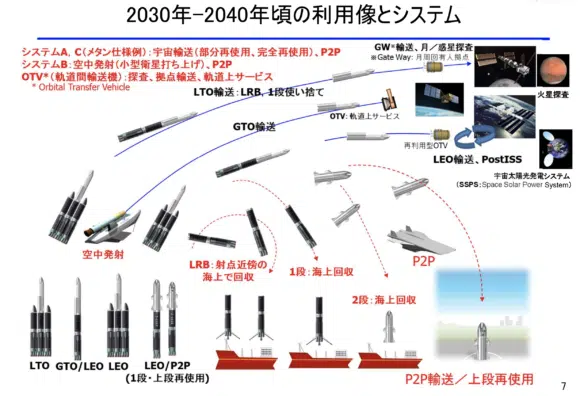 2030年-2040年頃の利用像とシステム
システムA, C(メタン仕様例):宇宙輸送(部分再使用、完全再使用)、P2P
システムB:空中発射(小型衛星打ち上げ)、P2P
OTV*(軌道間輸送機):探査、拠点輸送、軌道上サービス
* Orbital Transfer Vehicle
GW※輸送、月/惑星探査
※Gate Way:月周回有人拠点
LTO輸送:LRB、1段使い捨て
火星探査
OTV:軌道上サービス
GTO輸送
再利用型OTV
LEO輸送、PostISS
宇宙太陽光発電システム
(SSPS:Space Solar Power System)
空中発射
LRB:射点近傍の
海上で回収
1段:海上回収
P2P
2段:海上回収
LTO
GTO/LEO
LEO
LEO/P2P
(1段・上段再使用)
P2P輸送/上段再使用
7